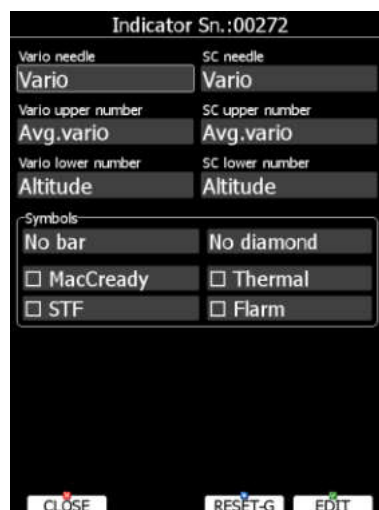 Indicator Sn.:00272
Vario needle SC needle
Vario Vario
Vario upper number SC upper number
Avg.vario Avg.vario
Vario lower number SC lower number
Altitude Altitude
Symbols
No bar No diamond
MacCready Thermal
STF Flarm
CLOSE RESET-G EDIT